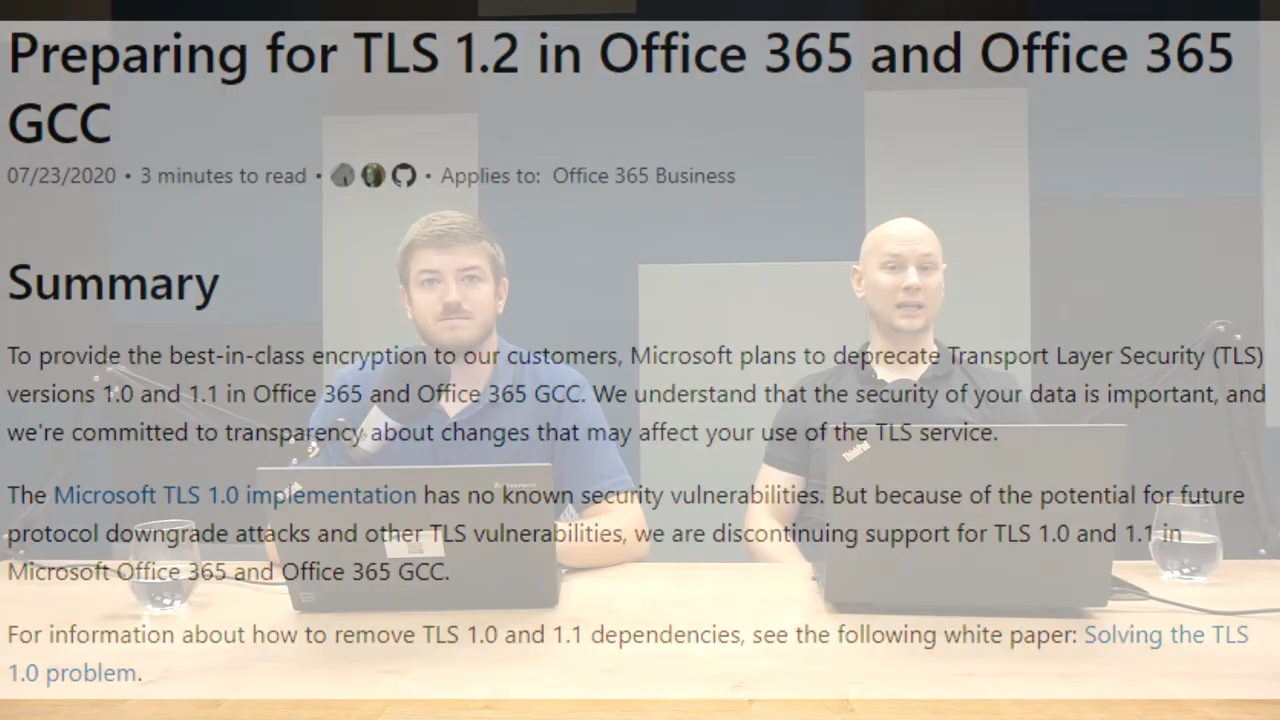 Preparing for TLS 1.2 in Office 365 and Office 365
GCC
07/23/2020 • 3 minutes to read • • Applies to: Office 365 Business
Summary
To provide the best-in-class encryption to our customers, Microsoft plans to deprecate Transport Layer Security (TLS)
versions 1.0 and 1.1 in Office 365 and Office 365 GCC. We understand that the security of your data is important, and
we're committed to transparency about changes that may affect your use of the TLS service.
ThinkPad
The Microsoft TLS 1.0 implementation has no known security vulnerabilities. But because of the potential for future
protocol downgrade attacks and other TLS vulnerabilities, we are discontinuing support for TLS 1.0 and 1.1 in
Microsoft Office 365 and Office 365 GCC.
For information about how to remove TLS 1.0 and 1.1 dependencies, see the following white paper: Solving the TLS
1.0 problem.